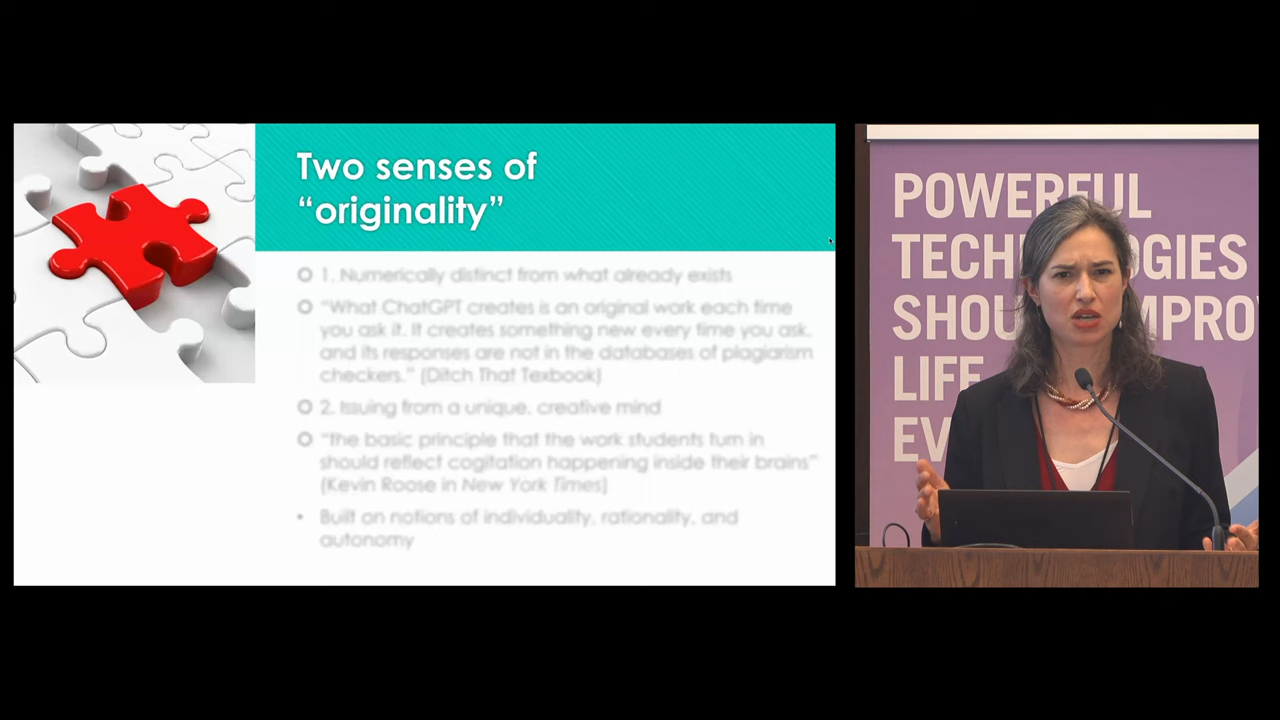 Two senses of
“originality”
1. Numerically distinct from what already exists
“What ChatGPT creates is an original work each time
you ask it. It creates something new every time you ask,
and its responses are not in the databases of plagiarism
checkers.” (Ditch That Texbook)
2. Issuing from a unique, creative mind
“the basic principle that the work students turn in
should reflect cogitation happening inside their brains”
(Kevin Roose in New York Times)
• Built on notions of individuality, rationality, and
autonomy
POWERFUL
TECH OGIES
SHOU MPRO
LIFE
EV